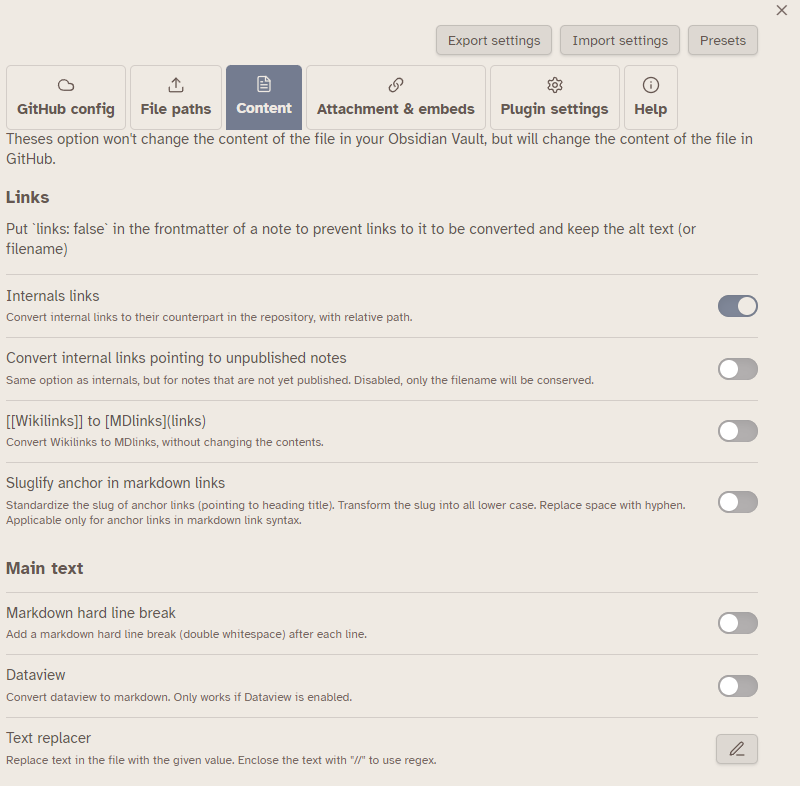 Export settings Import settings Presets
GitHub config File paths Content Attachment & embeds Plugin settings Help
Theses option won't change the content of the file in your Obsidian Vault, but will change the content of the file in
GitHub.
Links
Put `links: false` in the frontmatter of a note to prevent links to it to be converted and keep the alt text (or
filename)
Internals links
Convert internal links to their counterpart in the repository, with relative path.
Convert internal links pointing to unpublished notes
Same option as internals, but for notes that are not yet published. Disabled, only the filename will be conserved.
[[Wikilinks]] to [MDlinks](links)
Convert Wikilinks to MDlinks, without changing the contents.
Sluglify anchor in markdown links
Standardize the slug of anchor links (pointing to heading title). Transform the slug into all lower case. Replace space with hyphen.
Applicable only for anchor links in markdown link syntax.
Main text
Markdown hard line break
Add a markdown hard line break (double whitespace) after each line.
Dataview
Convert dataview to markdown. Only works if Dataview is enabled.
Text replacer
Replace text in the file with the given value. Enclose the text with "//" to use regex.